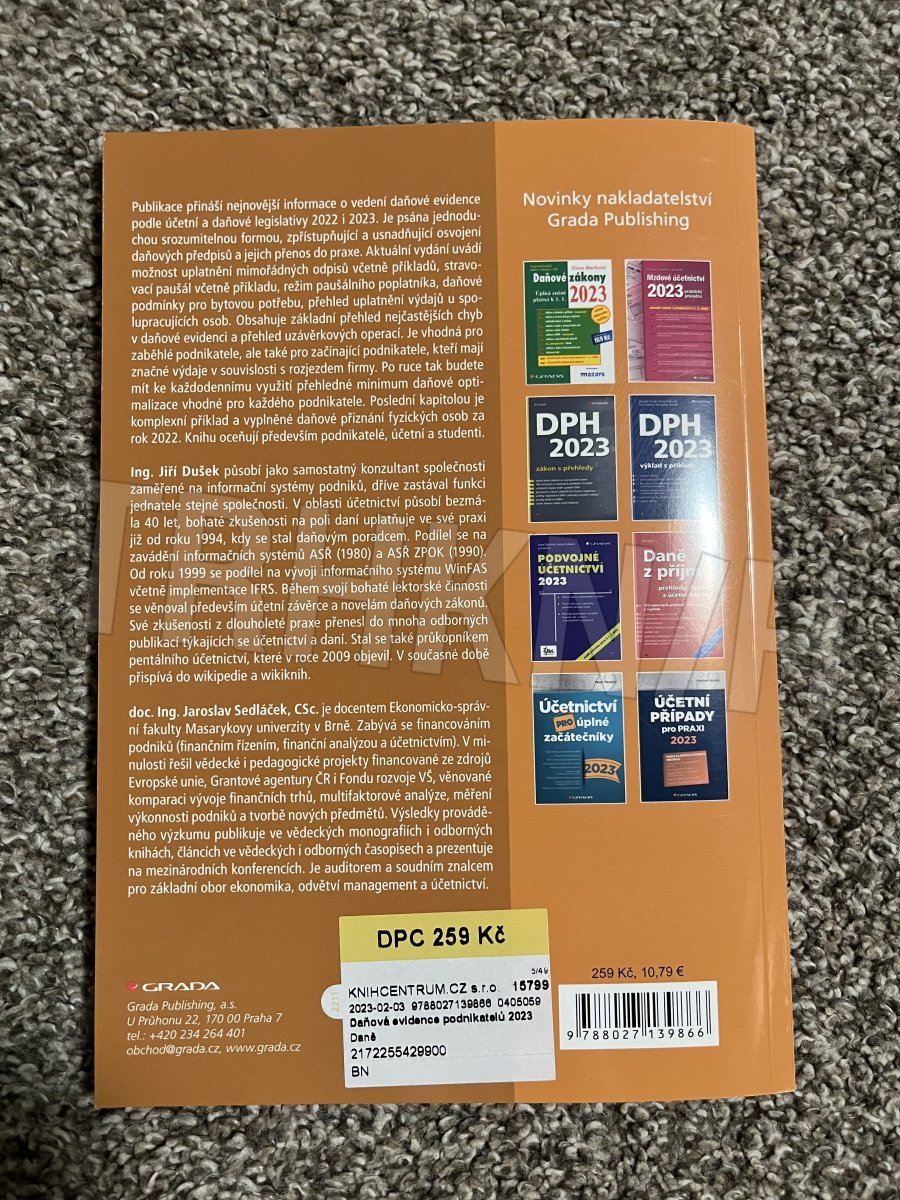 Publikace přináší nejnovější informace o vedení daňové evidence
podle účetní a daňové legislativy 2022 i 2023. Je psána jednodu-
chou srozumitelnou formou, zpřístupňující a usnadňující osvojení
daňových předpisů a jejich přenos do praxe. Aktuální vydání uvádí
možnost uplatnění mimořádných odpisů včetně příkladů, stravo-
vací paušál včetně příkladu, režim paušálního poplatníka, daňové
podmínky pro bytovou potřebu, přehled uplatnění výdajů u spo-
lupracujících osob. Obsahuje základní přehled nejčastějších chyb
v daňové evidenci a přehled uzávěrkových operací. Je vhodná pro
zaběhlé podnikatele, ale také pro začínající podnikatele, kteří mají
značné výdaje v souvislosti s rozjezdem firmy. Po ruce tak budete
mít ke každodennímu využití přehledné minimum daňové opti-
malizace vhodné pro každého podnikatele. Poslední kapitolou je
komplexní příklad a vyplněné daňové přiznání fyzických osob za
rok 2022. Knihu oceňují především podnikatelé, účetní a studenti.
Ing. Jiří Dušek působí jako samostatný konzultant společnosti
zaměřené na informační systémy podniků, dříve zastával funkci
jednatele stejné společnosti. V oblasti účetnictví působí bezmá-
la 40 let, bohaté zkušenosti na poli daní uplatňuje ve své praxi
již od roku 1994, kdy se stal daňovým poradcem. Podílel se na
zavádění informačních systémů ASŘ (1980) a ASŘ ZPOK (1990).
Od roku 1999 se podílel na vývoji informačního systému WinFAS
včetně implementace IFRS. Během svojí bohaté lektorské činnosti
se věnoval především účetní závěrce a novelám daňových zákonů.
Své zkušenosti z dlouholeté praxe přenesl do mnoha odborných
publikací týkajících se účetnictví a daní. Stal se také průkopníkem
pentálního účetnictví, které v roce 2009 objevil. V současné době
přispívá do wikipedie a wikiknih.
doc. Ing. Jaroslav Sedláček, CSc. je docentem Ekonomicko-správ-
ní fakulty Masarykovy univerzity v Brně. Zabývá se financováním
podniků (finančním řízením, finanční analýzou a účetnictvím). V mi-
nulosti řešil vědecké i pedagogické projekty financované ze zdrojů
Evropské unie, Grantové agentury ČR i Fondu rozvoje VŠ, věnované
komparaci vývoje finančních trhů, multifaktorové analýze, měření
výkonnosti podniků a tvorbě nových předmětů. Výsledky provádě-
ného výzkumu publikuje ve vědeckých monografiích i odborných
knihách, článcích ve vědeckých i odborných časopisech a prezentuje
na mezinárodních konferencích. Je auditorem a soudním znalcem
pro základní obor ekonomika, odvětví management a účetnictví.
GRADA
Grada Publishing, a.s.
U Průhonu 22, 170 00 Praha 7
tel.: +420 234 264 401
obchod@grada.cz, www.grada.cz
Novinky nakladatelství
Grada Publishing
Hana Marková
Daňové zákony
2023
Úplná znění
platná k 1. 1.
160 Kč
GRADA
mazars
Mzdové účetnictví
2023 praktický
průvodce
DPH
2023
zákon s přehledy
DPH
2023
výklad s příklady
PODVOJNÉ
ÚČETNICTVÍ
2023
Daně
z příjmů
přehledy
Účetnictví
PRO úplné
začátečníky
2023
GRADA
ÚČETNÍ
PŘÍPADY
pro PRAXI
2023
GRADA
DPC 259 Kč
5/49
KNIHCENTRUM.CZ s.r.o. 15799
2023-02-03 9788027139866 0405059
Daňová evidence podnikatelů 2023
Daně
2172255429900
BN
259 Kč, 10,79 €
9 788027 139866